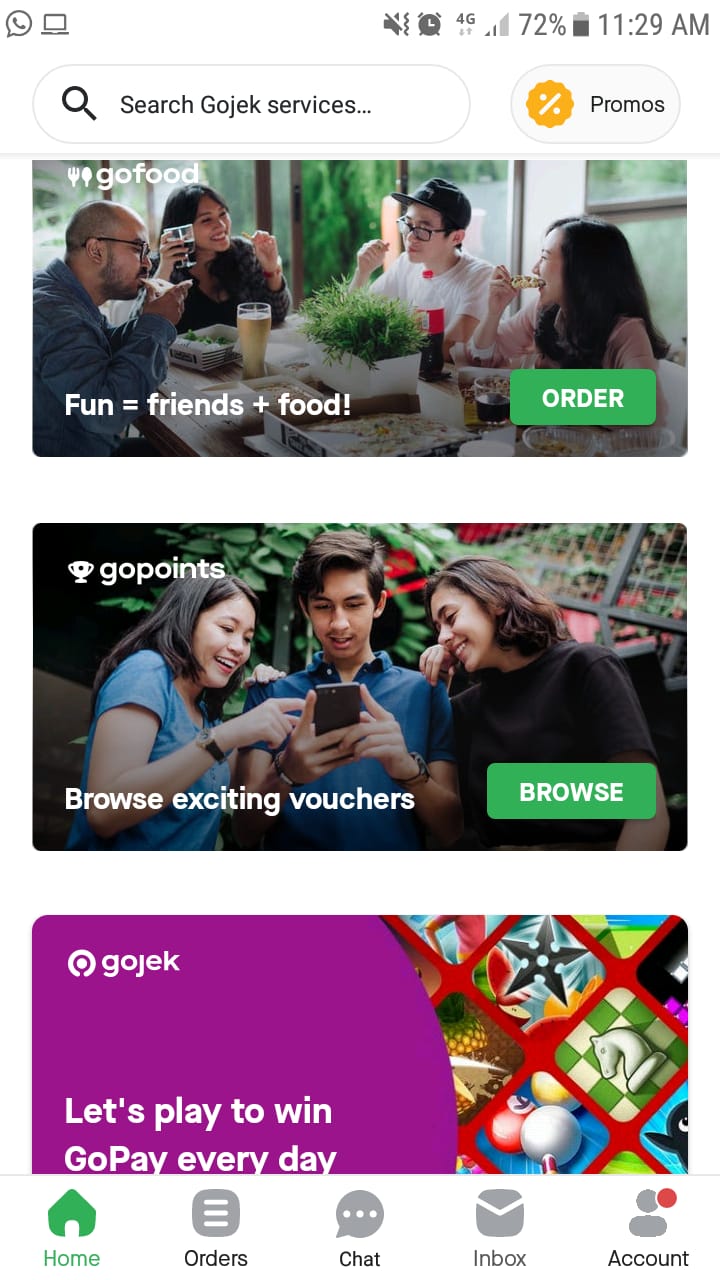 4G 72% 11:29 AM
Search Gojek services...
Promos
gofood
Fun = friends + food!
ORDER
gopoints
Browse exciting vouchers
BROWSE
gojek
Let's play to win
GoPay every day
Home Orders Chat Inbox Account